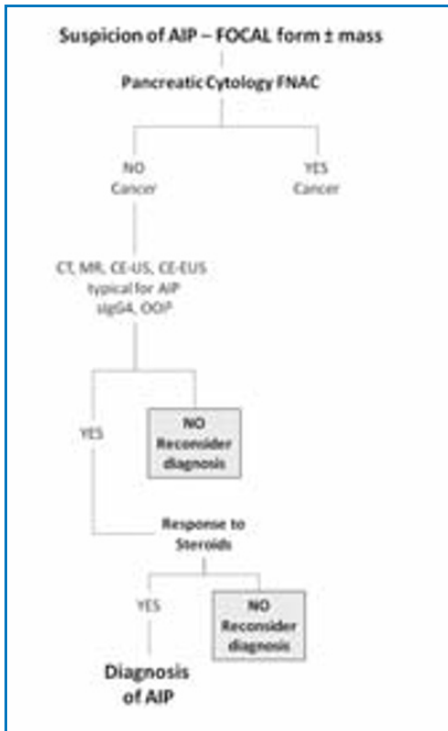 Suspicion of AIP – FOCAL form ± mass
Pancreatic Cytology FNAC
NO
Cancer
YES
Cancer
CT, MR, CE-US, CE-EUS
typical for AIP
sIgG4, OOI
YES
NO
Reconsider
diagnosis
Response to
Steroids
YES
NO
Reconsider
diagnosis
Diagnosis
of AIP